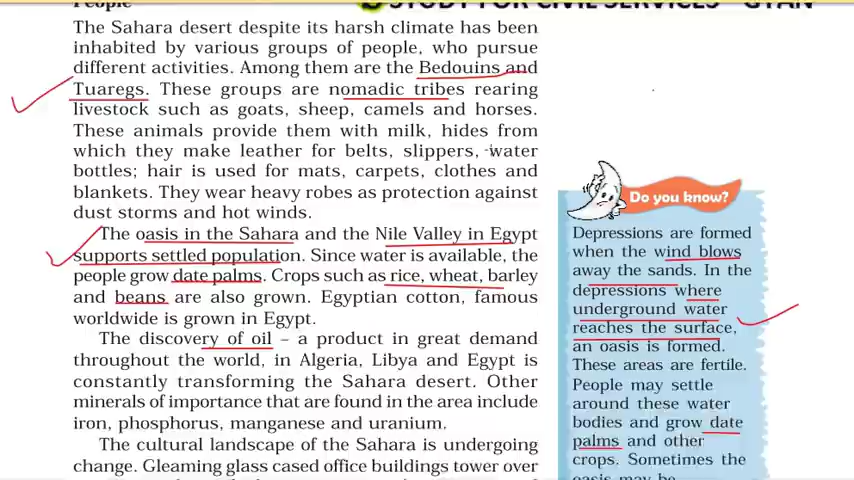 People
STUDY FOR CIVIL SERVICES - GYAN
The Sahara desert despite its harsh climate has been
inhabited by various groups of people, who pursue
different activities. Among them are the Bedouins and
Tuaregs. These groups are nomadic tribes rearing
livestock such as goats, sheep, camels and horses.
These animals provide them with milk, hides from
which they make leather for belts, slippers, water
bottles; hair is used for mats, carpets, clothes and
blankets. They wear heavy robes as protection against
dust storms and hot winds.
The oasis in the Sahara and the Nile Valley in Egypt
supports settled population. Since water is available, the
people grow date palms. Crops such as rice, wheat, barley
and beans are also grown. Egyptian cotton, famous
worldwide is grown in Egypt.
The discovery of oil – a product in great demand
throughout the world, in Algeria, Libya and Egypt is
constantly transforming the Sahara desert. Other
minerals of importance that are found in the area include
iron, phosphorus, manganese and uranium.
The cultural landscape of the Sahara is undergoing
change. Gleaming glass cased office buildings tower over
Do you know?
Depressions are formed
when the wind blows
away the sands. In the
depressions where
underground water
reaches the surface,
an oasis is formed.
These areas are fertile.
People may settle
around these water
bodies and grow date
palms and other
crops. Sometimes the
oasis may be